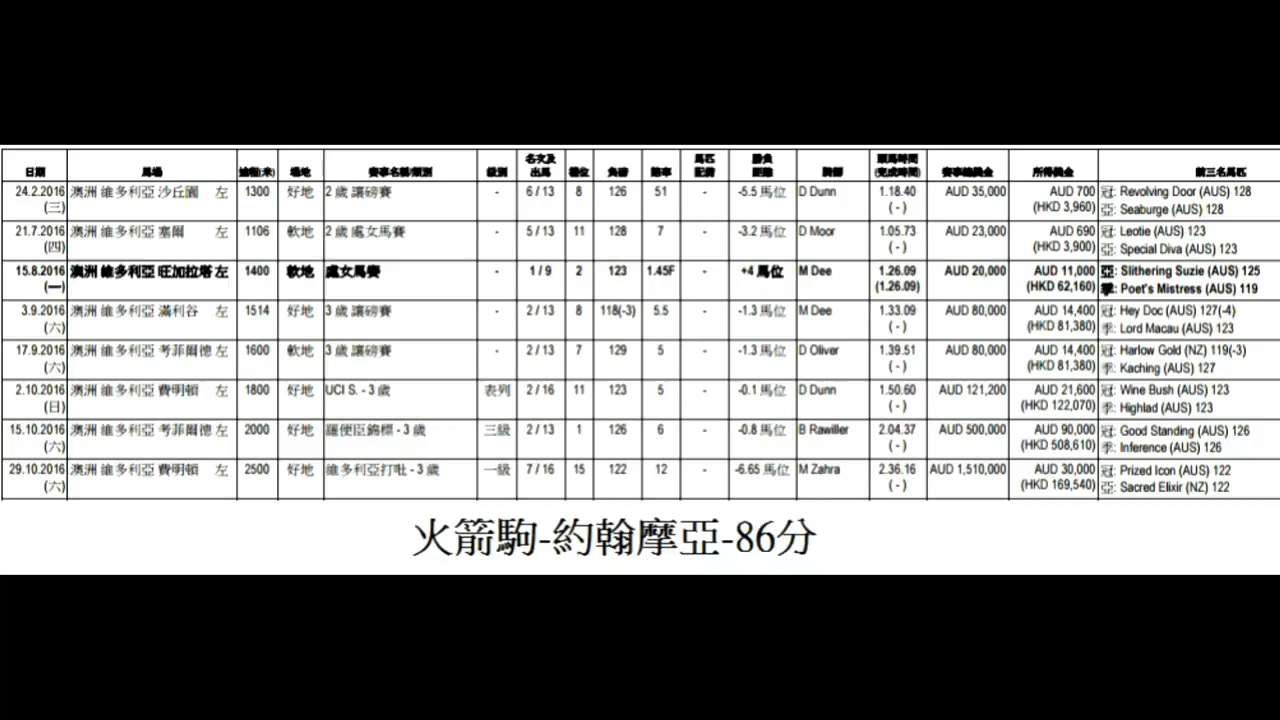 日期 馬場 途程(米) 場地 賽事名稱/類別 級別 名次及出馬 檔位 負磅 賠率 馬匹配備 勝負距離 騎師 頭馬時間(完成時間) 賽事總獎金 所得獎金 前三名馬匹
24.2.2016 澳洲 維多利亞 沙丘園 左 1300 好地 2 歲 讓磅賽 - 6 / 13 8 126 51 - -5.5 馬位 D Dunn 1.18.40 AUD 35,000 AUD 700 冠: Revolving Door (AUS) 128
(三) ( - ) (HKD 3,960) 亞: Seaburge (AUS) 128
21.7.2016 澳洲 維多利亞 塞爾 左 1106 軟地 2 歲 處女馬賽 - 5 / 13 11 128 7 - -3.2 馬位 D Moor 1.05.73 AUD 23,000 AUD 690 冠: Leotie (AUS) 123
(四) ( - ) (HKD 3,900) 亞: Special Diva (AUS) 123
15.8.2016 澳洲 維多利亞 旺加拉塔 左 1400 軟地 處女馬賽 - 1 / 9 2 123 1.45F - +4 馬位 M Dee 1.26.09 AUD 20,000 AUD 11,000 亞: Slithering Suzie (AUS) 125
(一) (1.26.09) (HKD 62,160) 季: Poet's Mistress (AUS) 119
3.9.2016 澳洲 維多利亞 滿利谷 左 1514 好地 3 歲 讓磅賽 - 2 / 13 8 118(-3) 5.5 - -1.3 馬位 M Dee 1.33.09 AUD 80,000 AUD 14,400 冠: Hey Doc (AUS) 127(-4)
(六) ( - ) (HKD 81,380) 季: Lord Macau (AUS) 123
17.9.2016 澳洲 維多利亞 考菲爾德 左 1600 軟地 3 歲 讓磅賽 - 2 / 13 7 129 5 - -1.3 馬位 D Oliver 1.39.51 AUD 80,000 AUD 14,400 冠: Harlow Gold (NZ) 119(-3)
(六) ( - ) (HKD 81,380) 季: Kaching (AUS) 127
2.10.2016 澳洲 維多利亞 費明頓 左 1800 好地 UCI S. - 3 歲 表列 2 / 16 11 123 5 - -0.1 馬位 D Dunn 1.50.60 AUD 121,200 AUD 21,600 冠: Wine Bush (AUS) 123
(日) ( - ) (HKD 122,070) 季: Highlad (AUS) 123
15.10.2016 澳洲 維多利亞 考菲爾德 左 2000 好地 羅便臣錦標 - 3 歲 三級 2 / 13 1 126 6 - -0.8 馬位 B Rawiller 2.04.37 AUD 500,000 AUD 90,000 冠: Good Standing (AUS) 126
(六) ( - ) (HKD 508,610) 季: Inference (AUS) 126
29.10.2016 澳洲 維多利亞 費明頓 左 2500 好地 維多利亞打吡 - 3 歲 一級 7 / 16 15 122 12 - -6.65 馬位 M Zahra 2.36.16 AUD 1,510,000 AUD 30,000 冠: Prized Icon (AUS) 122
(六) ( - ) (HKD 169,540) 亞: Sacred Elixir (NZ) 122
火箭駒-約翰摩亞-86分